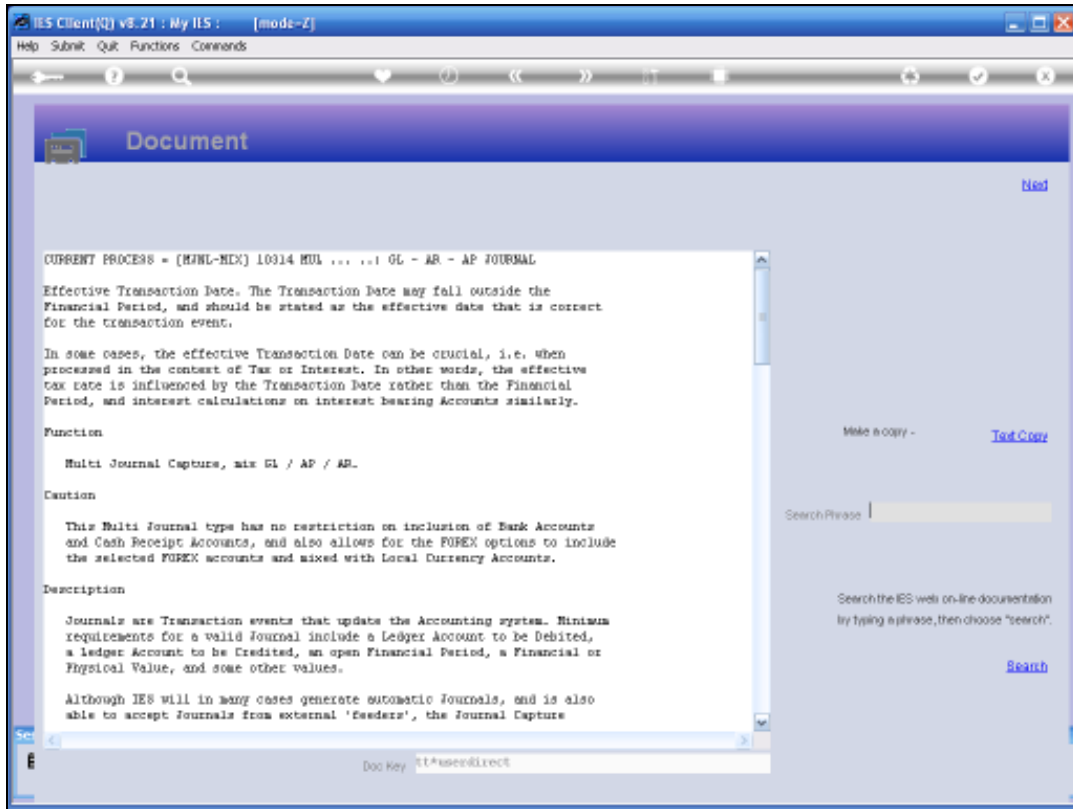 IES Client(Q) v8.21 : My IES : [mode-Z]
Help Submit Quit Functions Commands
Document
Next
CURRENT PROCESS = [MJNL-MIX] 10314 MUL ... ..: GL - AR - AP JOURNAL
Effective Transaction Date. The Transaction Date may fall outside the
Financial Period, and should be stated as the effective date that is correct
for the transaction event.
In some cases, the effective Transaction Date can be crucial, i.e. when
processed in the context of Tax or Interest. In other words, the effective
tax rate is influenced by the Transaction Date rather than the Financial
Period, and interest calculations on interest bearing Accounts similarly.
Function
Multi Journal Capture, mix GL / AP / AR.
Caution
This Multi Journal type has no restriction on inclusion of Bank Accounts
and Cash Receipt Accounts, and also allows for the FOREX options to include
the selected FOREX accounts and mixed with Local Currency Accounts.
Description
Journals are Transaction events that update the Accounting system. Minimum
requirements for a valid Journal include a Ledger Account to be Debited,
a ledger Account to be Credited, an open Financial Period, a Financial or
Physical Value, and some other values.
Although IES will in many cases generate automatic Journals, and is also
able to accept Journals from external 'feeders', the Journal Capture
Make a copy -
Text Copy
Search Phrase
Search the IES web on-line documentation
by typing a phrase, then choose "search".
Search
Doc Key
tt*userdirect